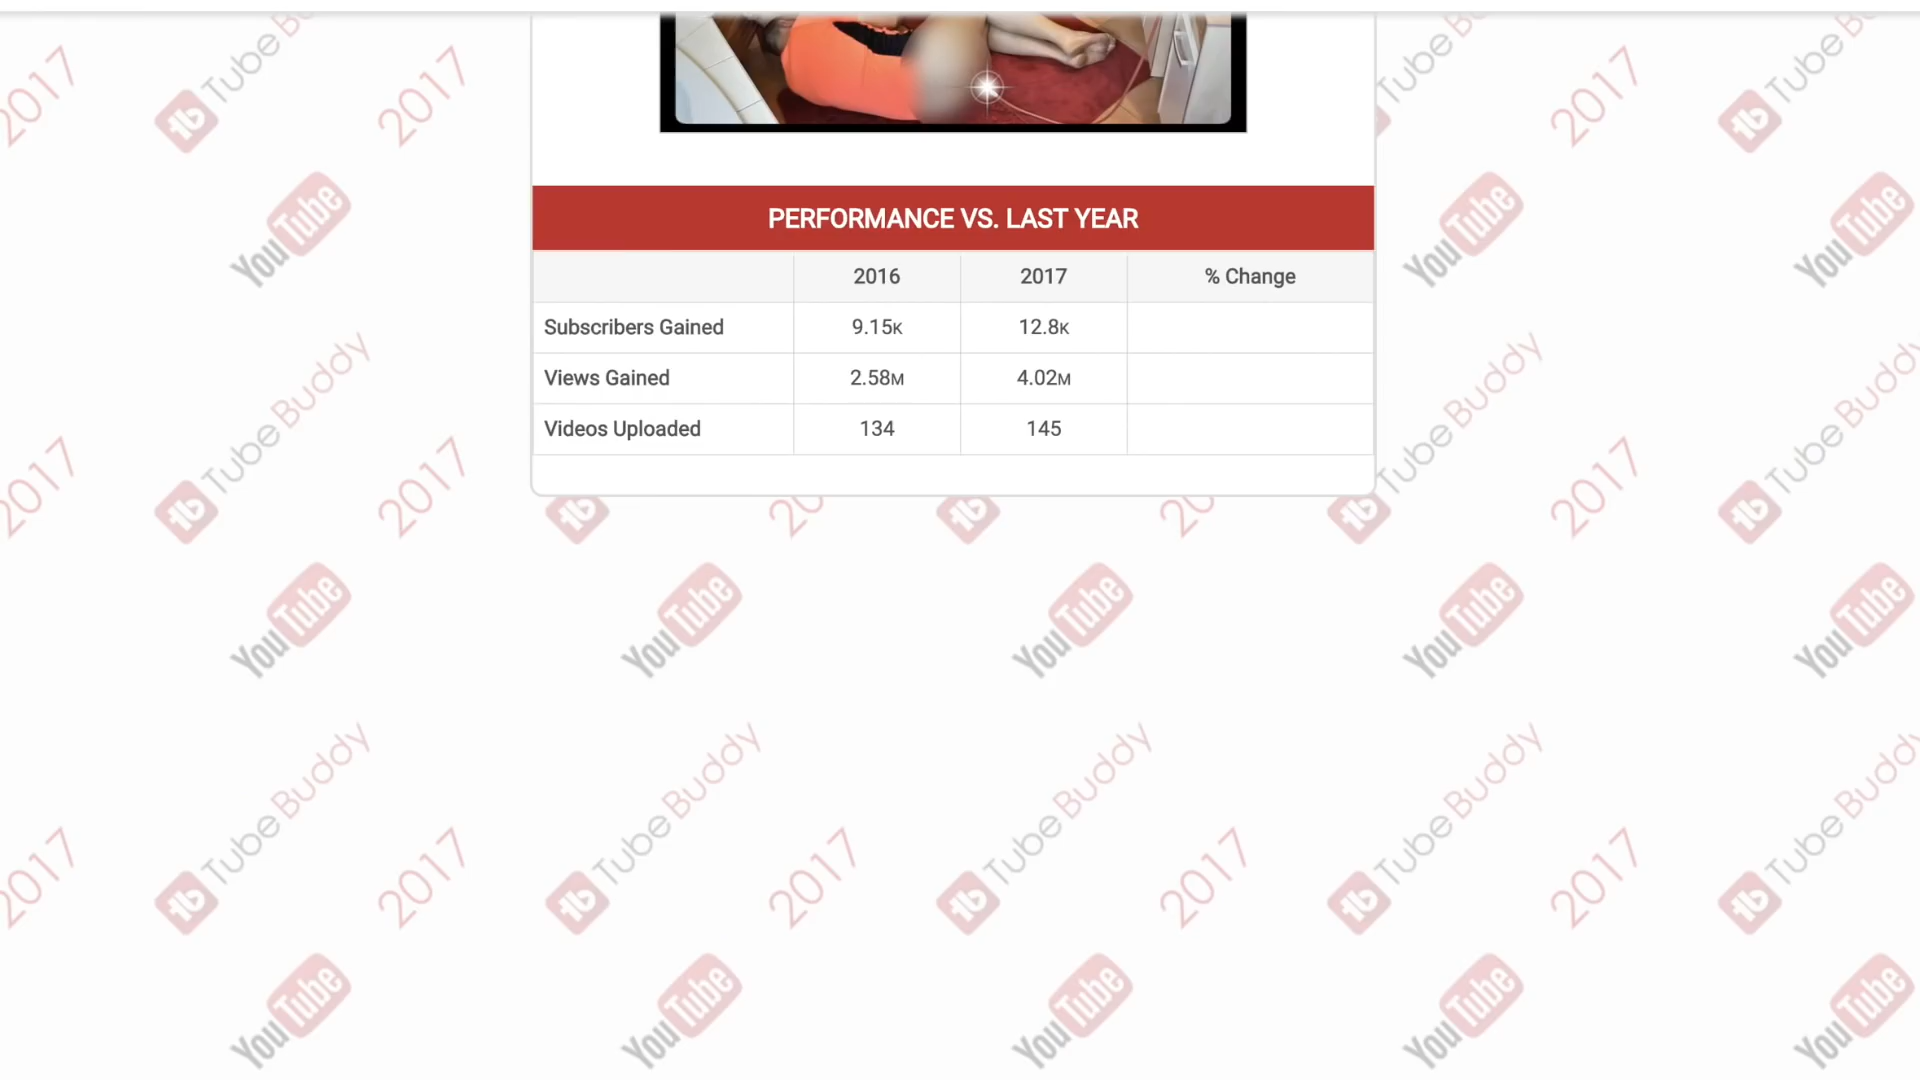 PERFORMANCE VS. LAST YEAR
2016 2017 % Change
Subscribers Gained 9.15K 12.8K
Views Gained 2.58M 4.02M
Videos Uploaded 134 145
TubeBuddy
2017
YouTube